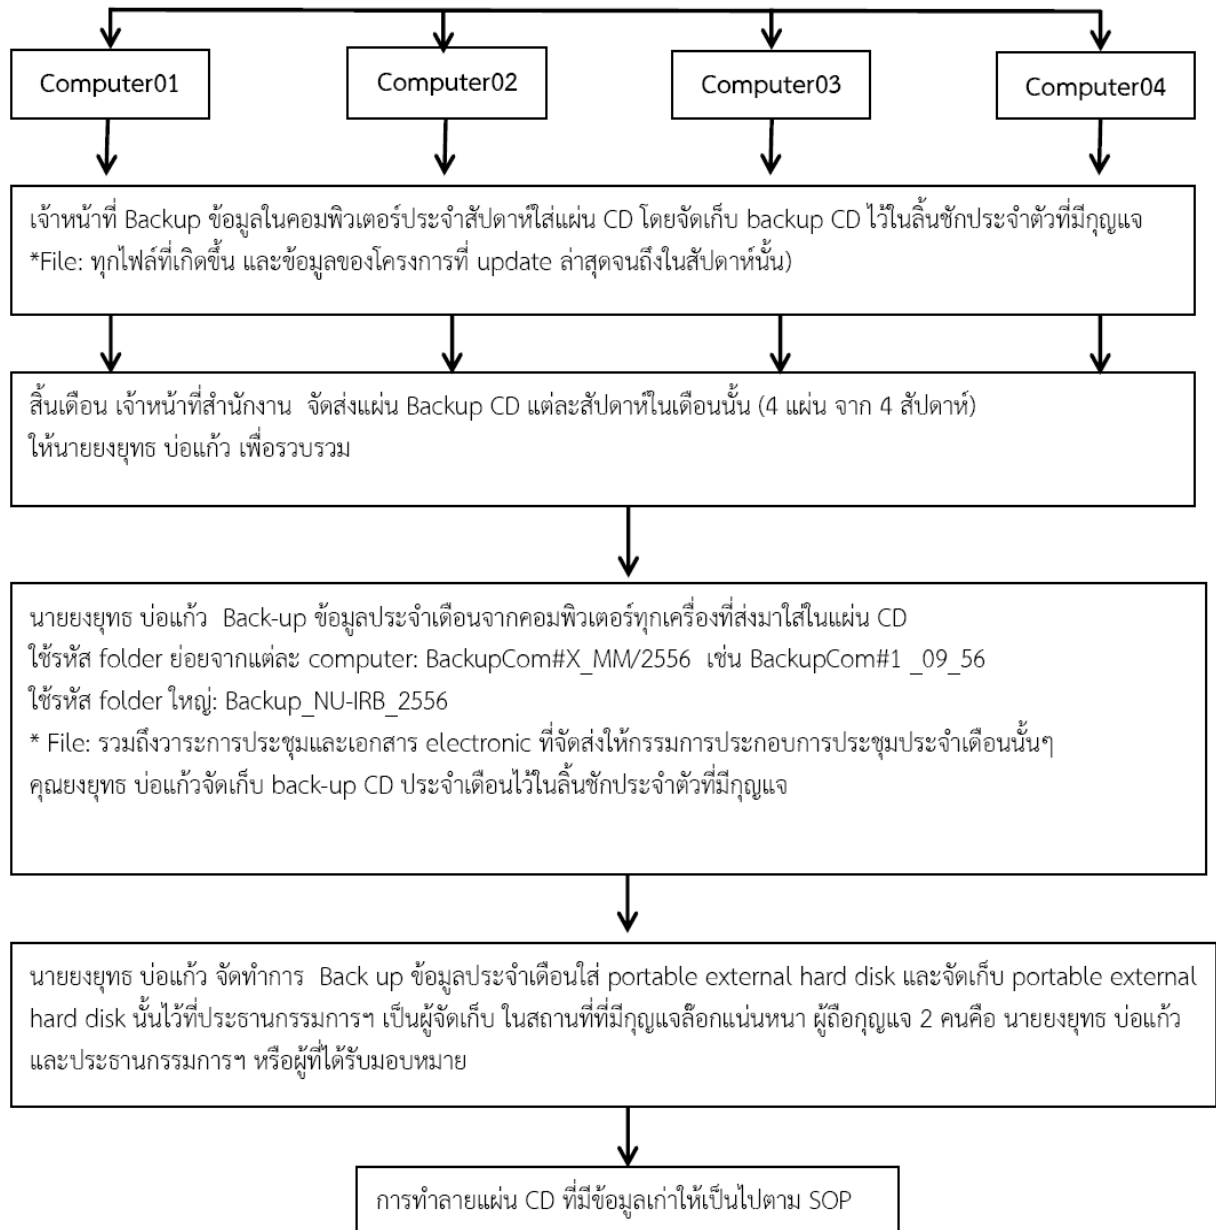 Computer01
Computer02
Computer03
Computer04
เจ้าหน้าที่ Backup ข้อมูลในคอมพิวเตอร์ประจำสัปดาห์ใส่แผ่น CD โดยจัดเก็บ backup CD ไว้ในลิ้นชักประจำตัวที่มีกุญแจ
*File: ทุกไฟล์ที่เกิดขึ้น และข้อมูลของโครงการที่ update ล่าสุดจนถึงในสัปดาห์นั้น)
สิ้นเดือน เจ้าหน้าที่สำนักงาน จัดส่งแผ่น Backup CD แต่ละสัปดาห์ในเดือนนั้น (4 แผ่น จาก 4 สัปดาห์)
ให้นายยงยุทธ บ่อแก้ว เพื่อรวบรวม
นายยงยุทธ บ่อแก้ว Back-up ข้อมูลประจำเดือนจากคอมพิวเตอร์ทุกเครื่องที่ส่งมาใส่ในแผ่น CD
ใช้รหัส folder ย่อยจากแต่ละ computer: BackupCom#X_MM/2556 เช่น BackupCom#1 _09_56
ใช้รหัส folder ใหญ่: Backup_NU-IRB_2556
* File: รวมถึงวาระการประชุมและเอกสาร electronic ที่จัดส่งให้กรรมการประกอบการประชุมประจำเดือนนั้นๆ
คุณยงยุทธ บ่อแก้วจัดเก็บ back-up CD ประจำเดือนไว้ในลิ้นชักประจำตัวที่มีกุญแจ
นายยงยุทธ บ่อแก้ว จัดทำการ Back up ข้อมูลประจำเดือนใส่ portable external hard disk และจัดเก็บ portable external
hard disk นั้นไว้ที่ประธานกรรมการฯ เป็นผู้จัดเก็บ ในสถานที่ที่มีกุญแจล๊อกแน่นหนา ผู้ถือกุญแจ 2 คนคือ นายยงยุทธ บ่อแก้ว
และประธานกรรมการฯ หรือผู้ที่ได้รับมอบหมาย
การทำลายแผ่น CD ที่มีข้อมูลเก่าให้เป็นไปตาม SOP